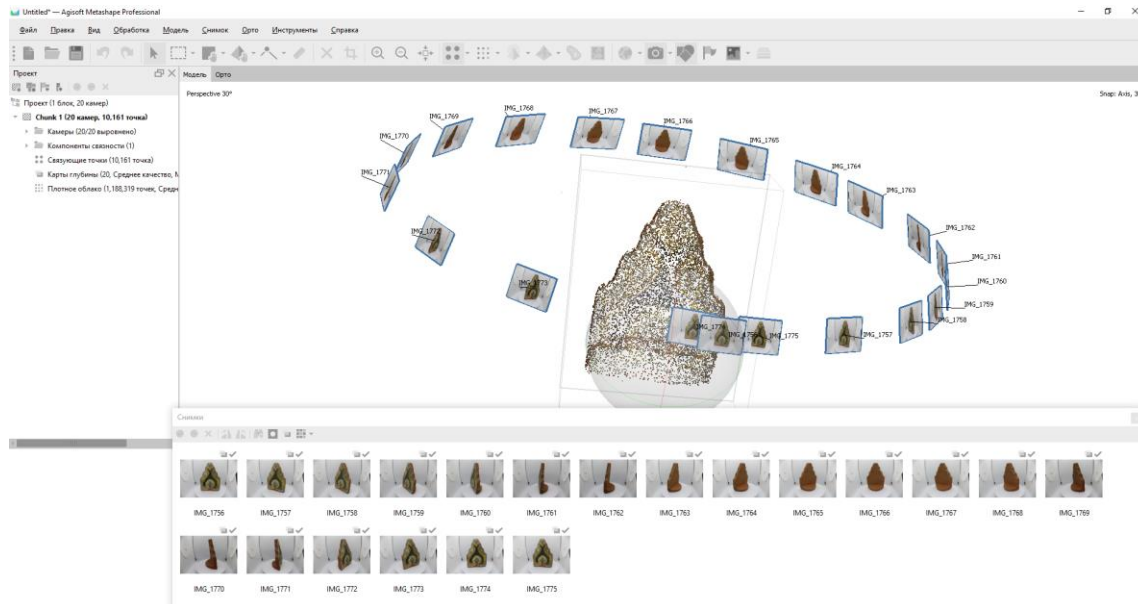 Untitled* — Agisoft Metashape Professional
Файл Правка Вид Обработка Модель Снимок Орто Инструменты Справка
Проект
Модель Орто
Perspective 30°
Snap: Axis, 3
Проект (1 блок, 20 камер)
Chunk 1 (20 камер, 10,161 точка)
Камеры (20/20 выровнено)
Компоненты связности (1)
Связующие точки (10,161 точка)
Карты глубины (20, Среднее качество, М
Плотное облако (1,188,319 точек, Средн
IMG_1768
IMG_1767
IMG_1769
IMG_1766
IMG_1770
IMG_1765
IMG_1764
IMG_1771
IMG_1763
IMG_1762
IMG_1772
IMG_1761
IMG_1760
IMG_1773
IMG_1759
IMG_1758
IMG_1774
IMG_1756
IMG_1775
IMG_1757
Снимки
IMG_1756 IMG_1757 IMG_1758 IMG_1759 IMG_1760 IMG_1761 IMG_1762 IMG_1763 IMG_1764 IMG_1765 IMG_1766 IMG_1767 IMG_1768 IMG_1769
IMG_1770 IMG_1771 IMG_1772 IMG_1773 IMG_1774 IMG_1775